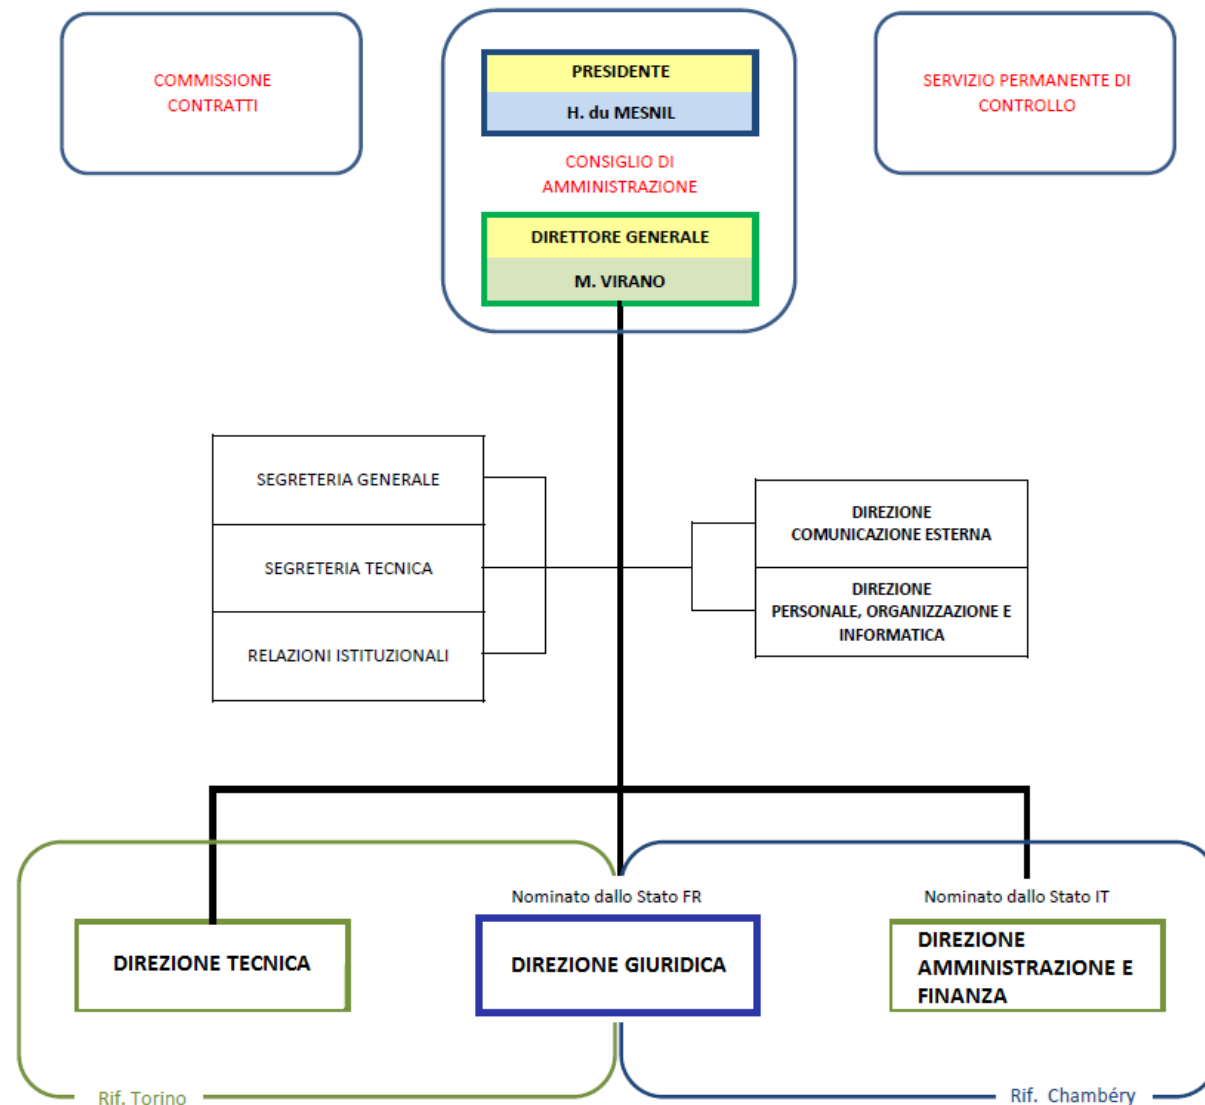 COMMISSIONE
CONTRATTI
PRESIDENTE
H. du MESNIL
CONSIGLIO DI
AMMINISTRAZIONE
DIRETTORE GENERALE
M. VIRANO
SERVIZIO PERMANENTE DI
CONTROLLO
SEGRETERIA GENERALE
SEGRETERIA TECNICA
RELAZIONI ISTITUZIONALI
DIREZIONE
COMUNICAZIONE ESTERNA
DIREZIONE
PERSONALE, ORGANIZZAZIONE E
INFORMATICA
DIREZIONE TECNICA
Nominato dallo Stato FR
DIREZIONE GIURIDICA
Nominato dallo Stato IT
DIREZIONE
AMMINISTRAZIONE E
FINANZA
Rif. Torino
Rif. Chambéry